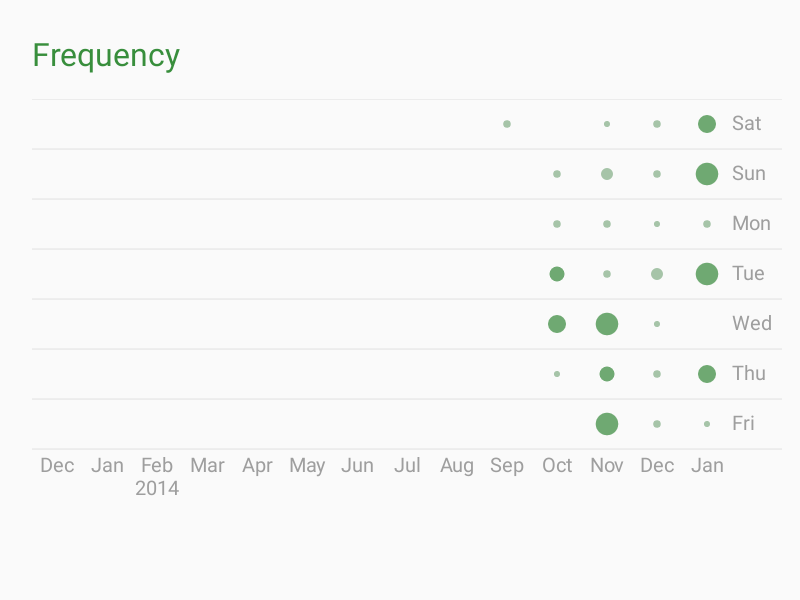 Frequency
Sat
Sun
Mon
Tue
Wed
Thu
Fri
Dec Jan Feb Mar Apr May Jun Jul Aug Sep Oct Nov Dec Jan
2014